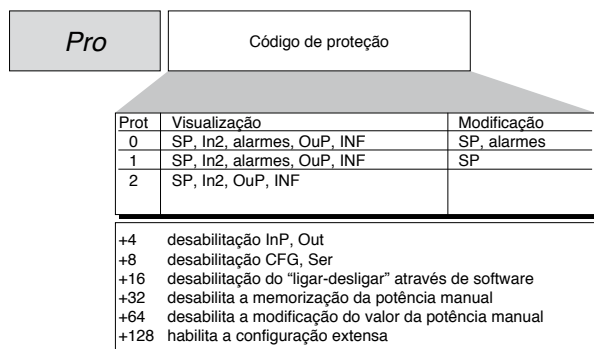 Pro
Código de proteção
Prot Visualização Modificação
0 SP, In2, alarmes, OuP, INF SP, alarmes
1 SP, In2, alarmes, OuP, INF SP
2 SP, In2, OuP, INF
+4 desabilitação InP, Out
+8 desabilitação CFG, Ser
+16 desabilitação do “ligar-desligar” através de software
+32 desabilita a memorização da potência manual
+64 desabilita a modificação do valor da potência manual
+128 habilita a configuração extensa